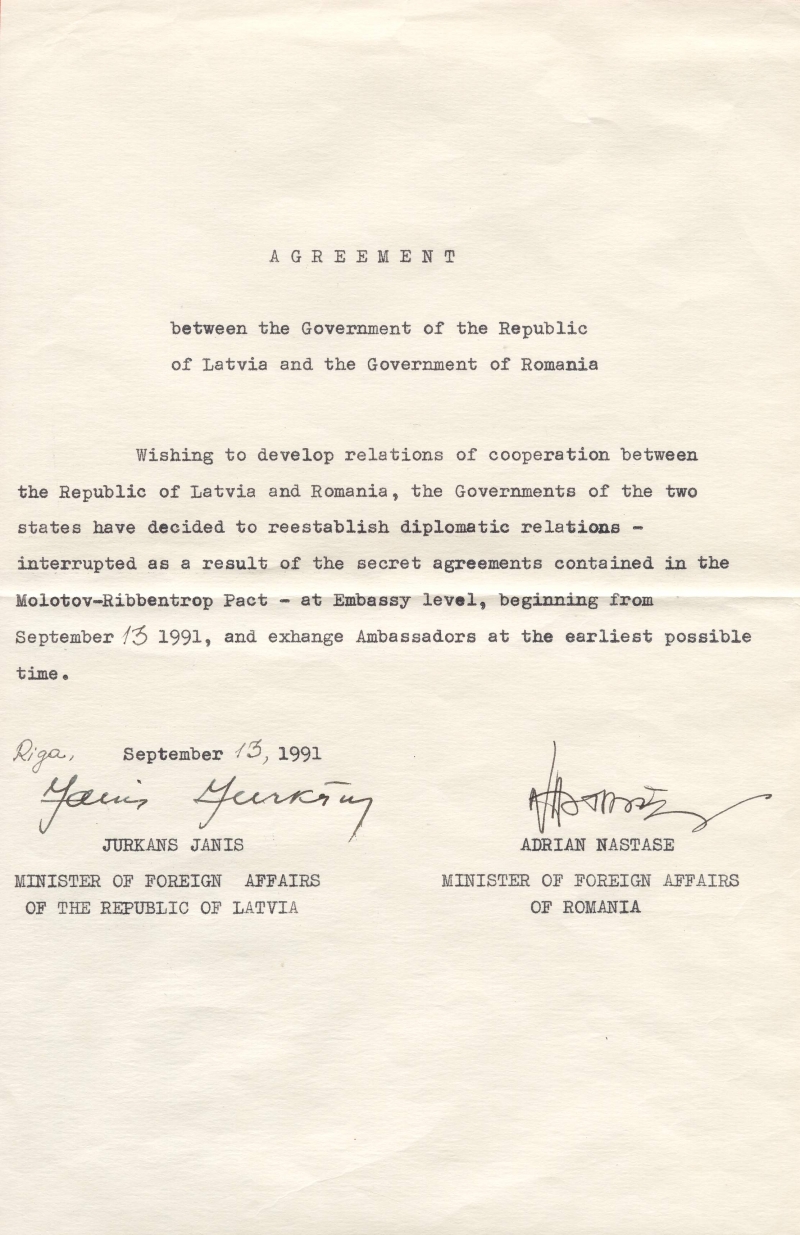 A G R E E M E N T
between the Government of the Republic
of Latvia and the Government of Romania
Wishing to develop relations of cooperation between
the Republic of Latvia and Romania, the Governments of the two
states have decided to reestablish diplomatic relations -
interrupted as a result of the secret agreements contained in the
Molotov-Ribbentrop Pact - at Embassy level, beginning from
September 13 1991, and exhange Ambassadors at the earliest possible
time.
Riga, September 13, 1991
Janis Jurkāns
JURKANS JANIS ADRIAN NASTASE
MINISTER OF FOREIGN AFFAIRS MINISTER OF FOREIGN AFFAIRS
OF THE REPUBLIC OF LATVIA OF ROMANIA